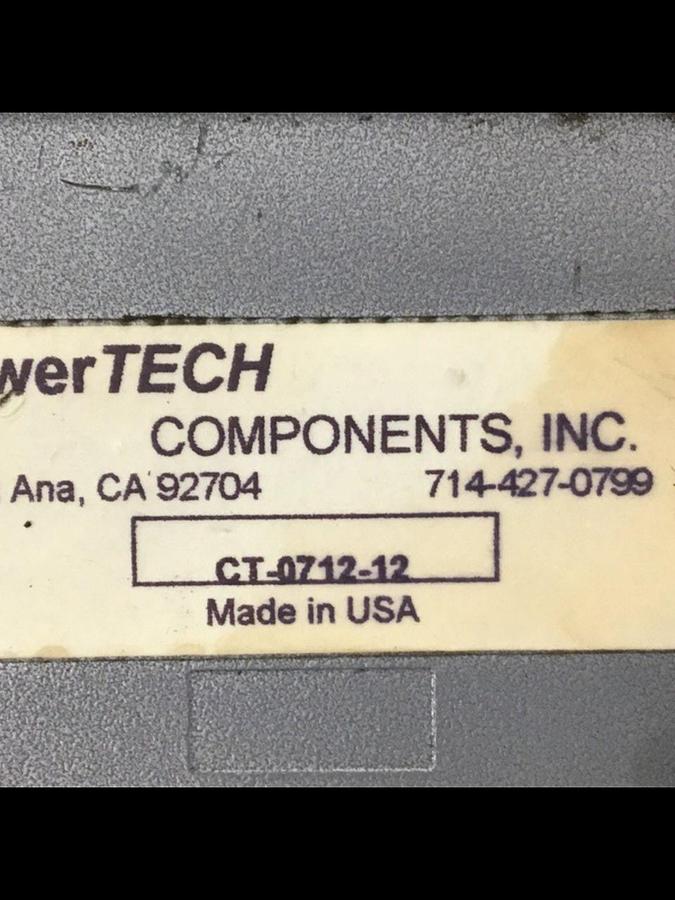 werTECH
COMPONENTS, INC.
Ana, CA 92704 714-427-0799
CT-0712-12
Made in USA